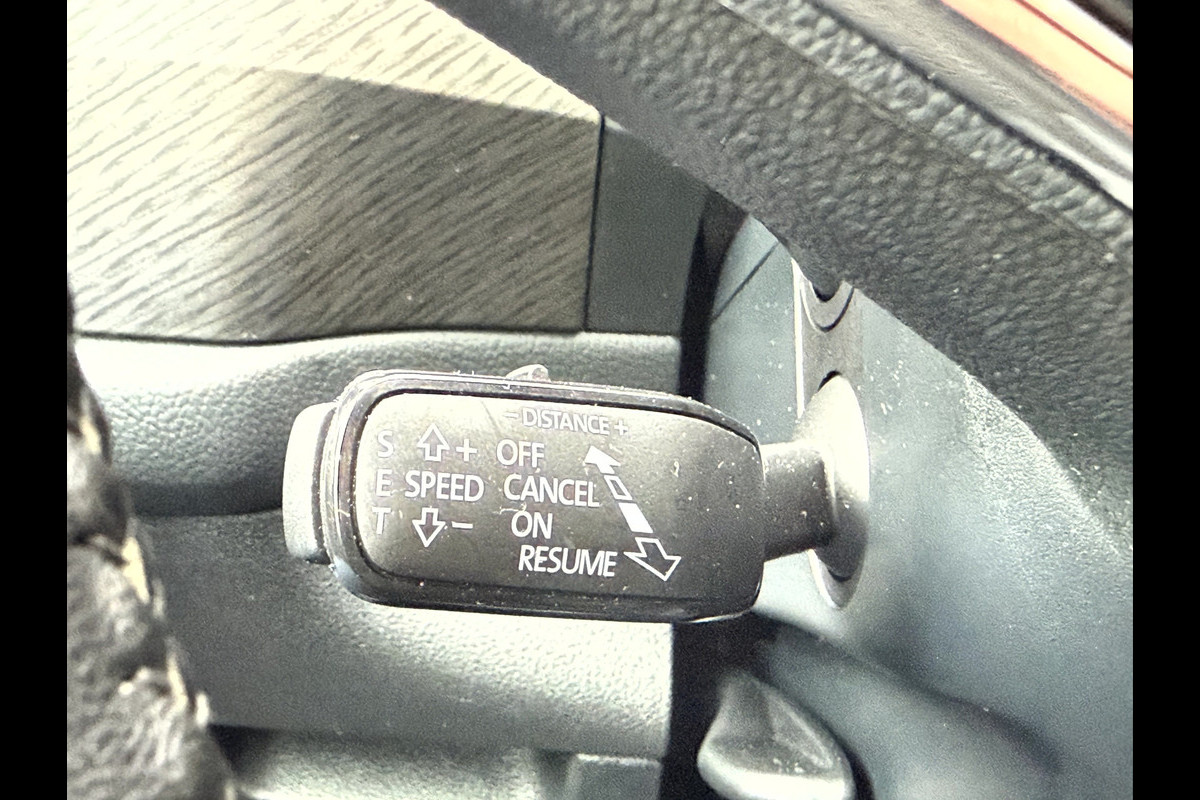 − DISTANCE +
S ⇧ + OFF
E SPEED CANCEL
T ⇩ − ON
RESUME